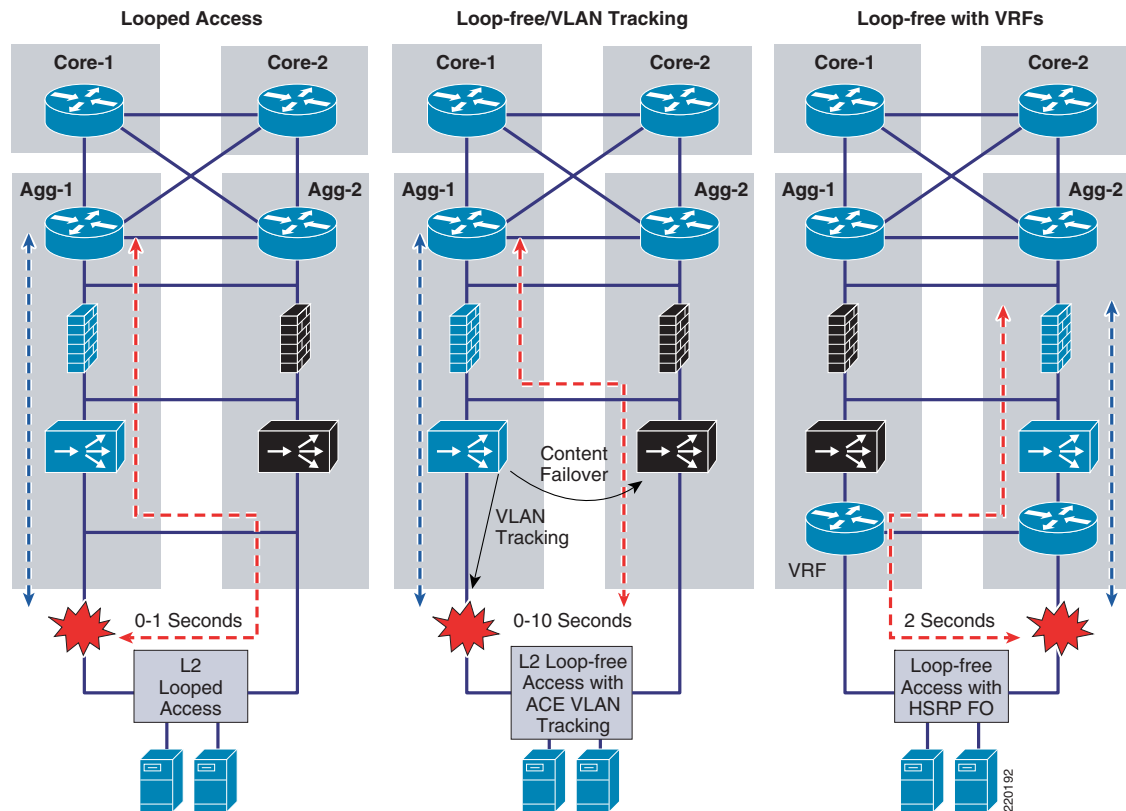 Looped Access
Core-1
Core-2
Agg-1
Agg-2
0-1 Seconds
L2
Looped
Access
Loop-free/VLAN Tracking
Core-1
Core-2
Agg-1
Agg-2
Content
Failover
VLAN
Tracking
0-10 Seconds
L2 Loop-free
Access with
ACE VLAN
Tracking
Loop-free with VRFs
Core-1
Core-2
Agg-1
Agg-2
VRF
2 Seconds
Loop-free
Access with
HSRP FO
220192